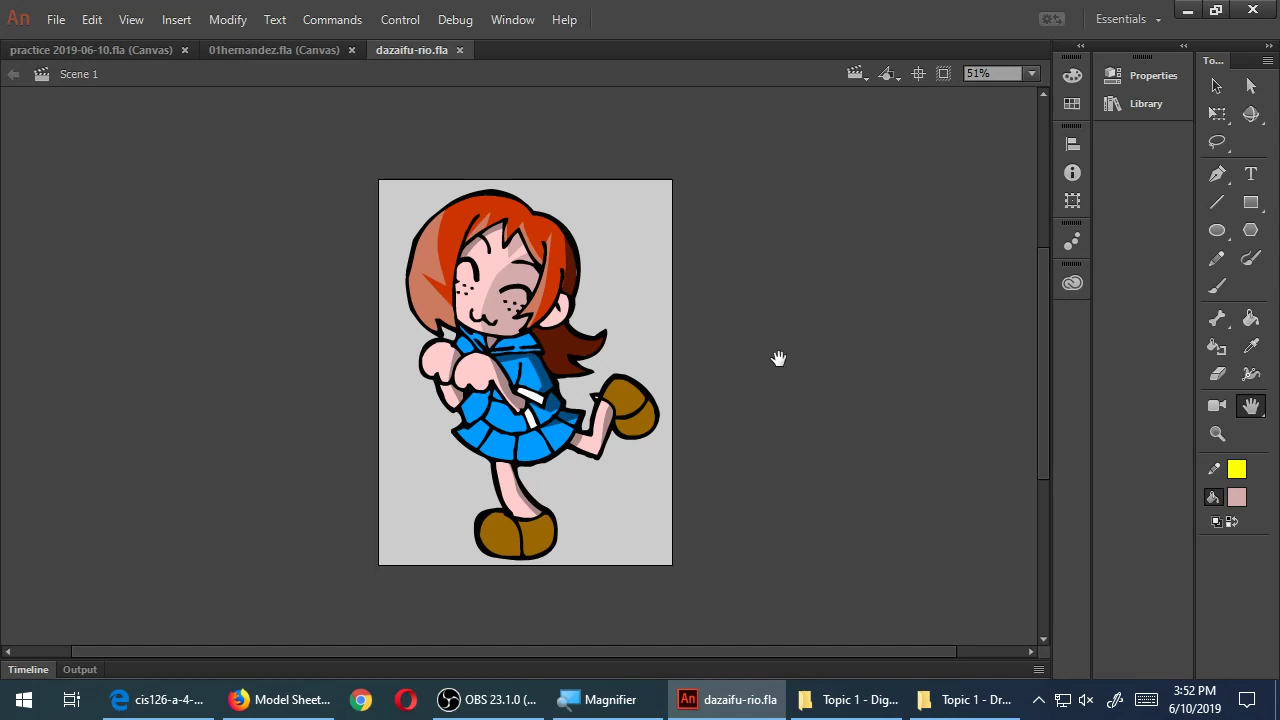 An File Edit View Insert Modify Text Commands Control Debug Window Help Essentials
practice 2019-06-10.fla (Canvas) × 01hernandez.fla (Canvas) × dazaifu-rio.fla × To...
Scene 1 51%
Properties
Library
T
Timeline Output
cis126-a-4-... Model Sheet... OBS 23.1.0 (... Magnifier An dazaifu-rio.fla Topic 1 - Dig... Topic 1 - Dr... 3:52 PM
6/10/2019